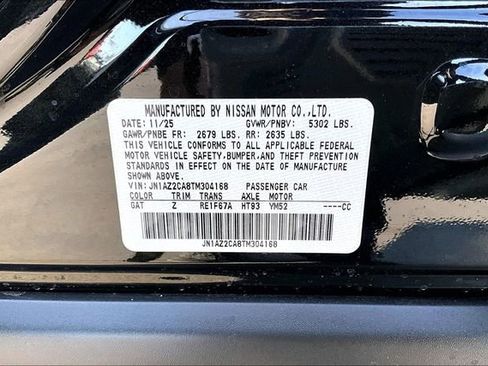 MANUFACTURED BY NISSAN MOTOR CO.,LTD.
DATE: 11/25 GVWR/PNBV: 5302 LBS.
GAWR/PNBE FR: 2679 LBS. RR: 2635 LBS.
THIS VEHICLE CONFORMS TO ALL APPLICABLE FEDERAL
MOTOR VEHICLE SAFETY,BUMPER,AND THEFT PREVENTION
STANDARDS IN EFFECT ON THE DATE OF MANUFACTURE
SHOWN ABOVE.
VIN: JN1AZ2CA8TM304168 PASSENGER CAR
COLOR TRIM TRANS AXLE MOTOR
GAT Z RE1F67A HT93 YM52 ----CC
JN1AZ2CA8TM304168